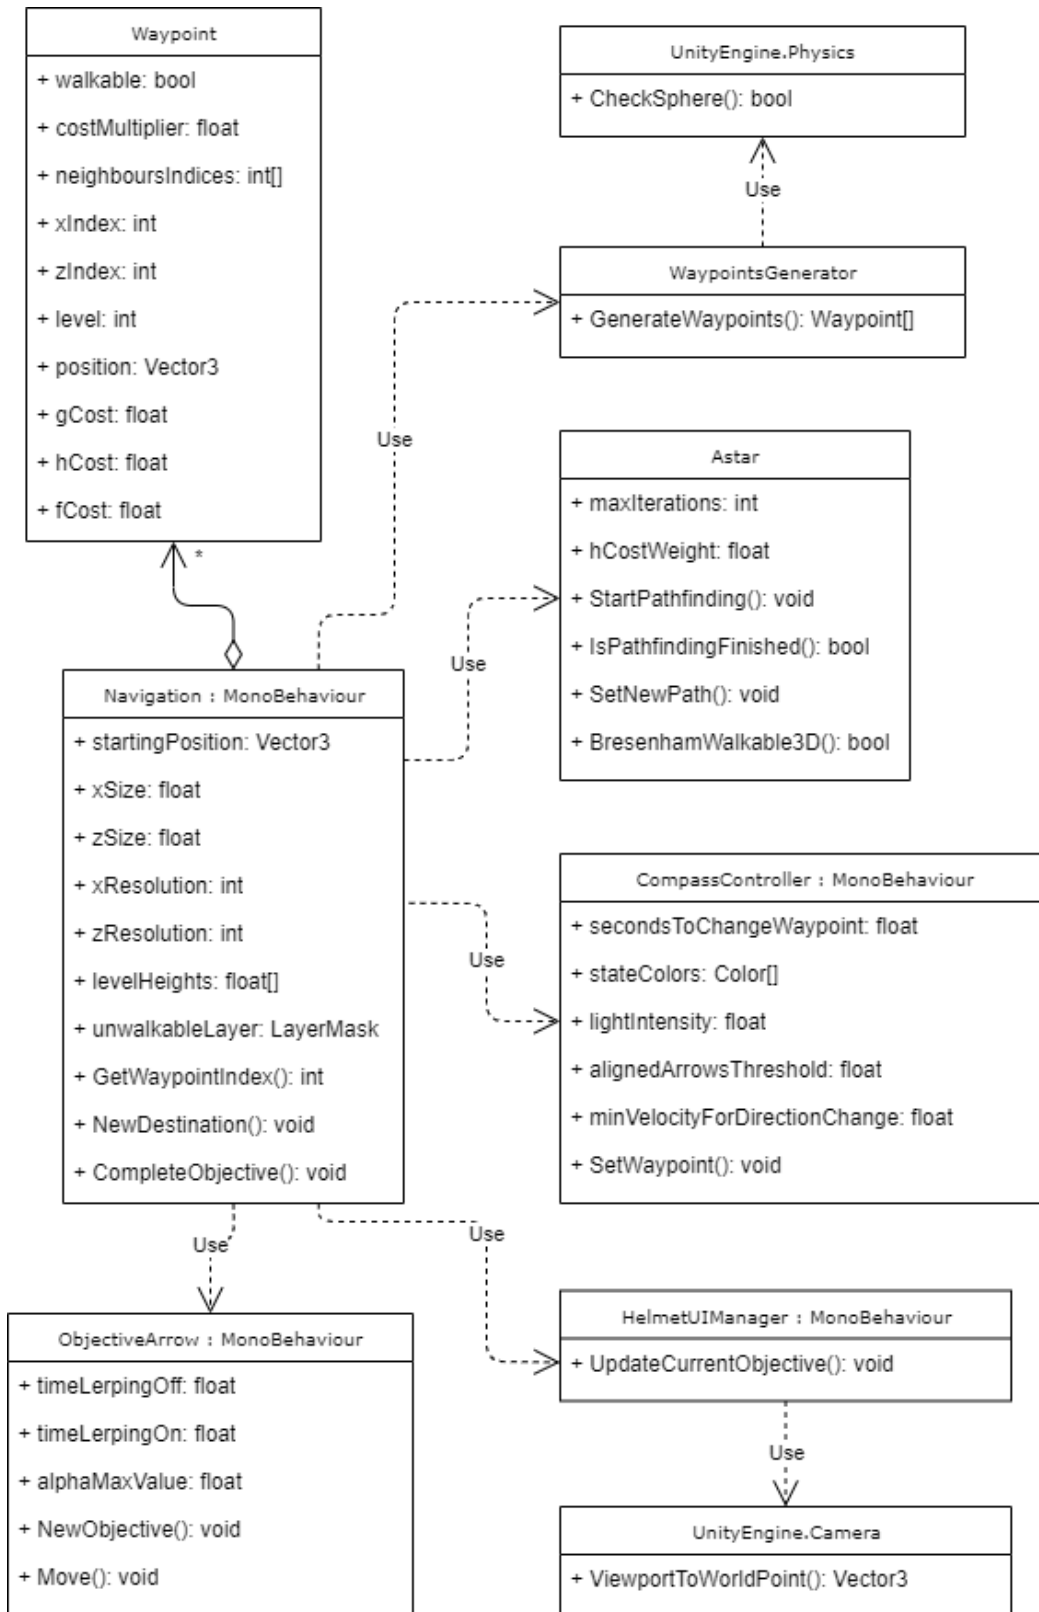 Waypoint
+ walkable: bool
+ costMultiplier: float
+ neighboursIndices: int[]
+ xIndex: int
+ zIndex: int
+ level: int
+ position: Vector3
+ gCost: float
+ hCost: float
+ fCost: float
*
UnityEngine.Physics
+ CheckSphere(): bool
Use
WaypointsGenerator
+ GenerateWaypoints(): Waypoint[]
Use
Astar
+ maxIterations: int
+ hCostWeight: float
+ StartPathfinding(): void
+ IsPathfindingFinished(): bool
+ SetNewPath(): void
+ BresenhamWalkable3D(): bool
Use
Navigation : MonoBehaviour
+ startingPosition: Vector3
+ xSize: float
+ zSize: float
+ xResolution: int
+ zResolution: int
+ levelHeights: float[]
+ unwalkableLayer: LayerMask
+ GetWaypointIndex(): int
+ NewDestination(): void
+ CompleteObjective(): void
Use
CompassController : MonoBehaviour
+ secondsToChangeWaypoint: float
+ stateColors: Color[]
+ lightIntensity: float
+ alignedArrowsThreshold: float
+ minVelocityForDirectionChange: float
+ SetWaypoint(): void
Use
Use
ObjectiveArrow : MonoBehaviour
+ timeLerpingOff: float
+ timeLerpingOn: float
+ alphaMaxValue: float
+ NewObjective(): void
+ Move(): void
HelmetUIManager : MonoBehaviour
+ UpdateCurrentObjective(): void
Use
UnityEngine.Camera
+ ViewportToWorldPoint(): Vector3